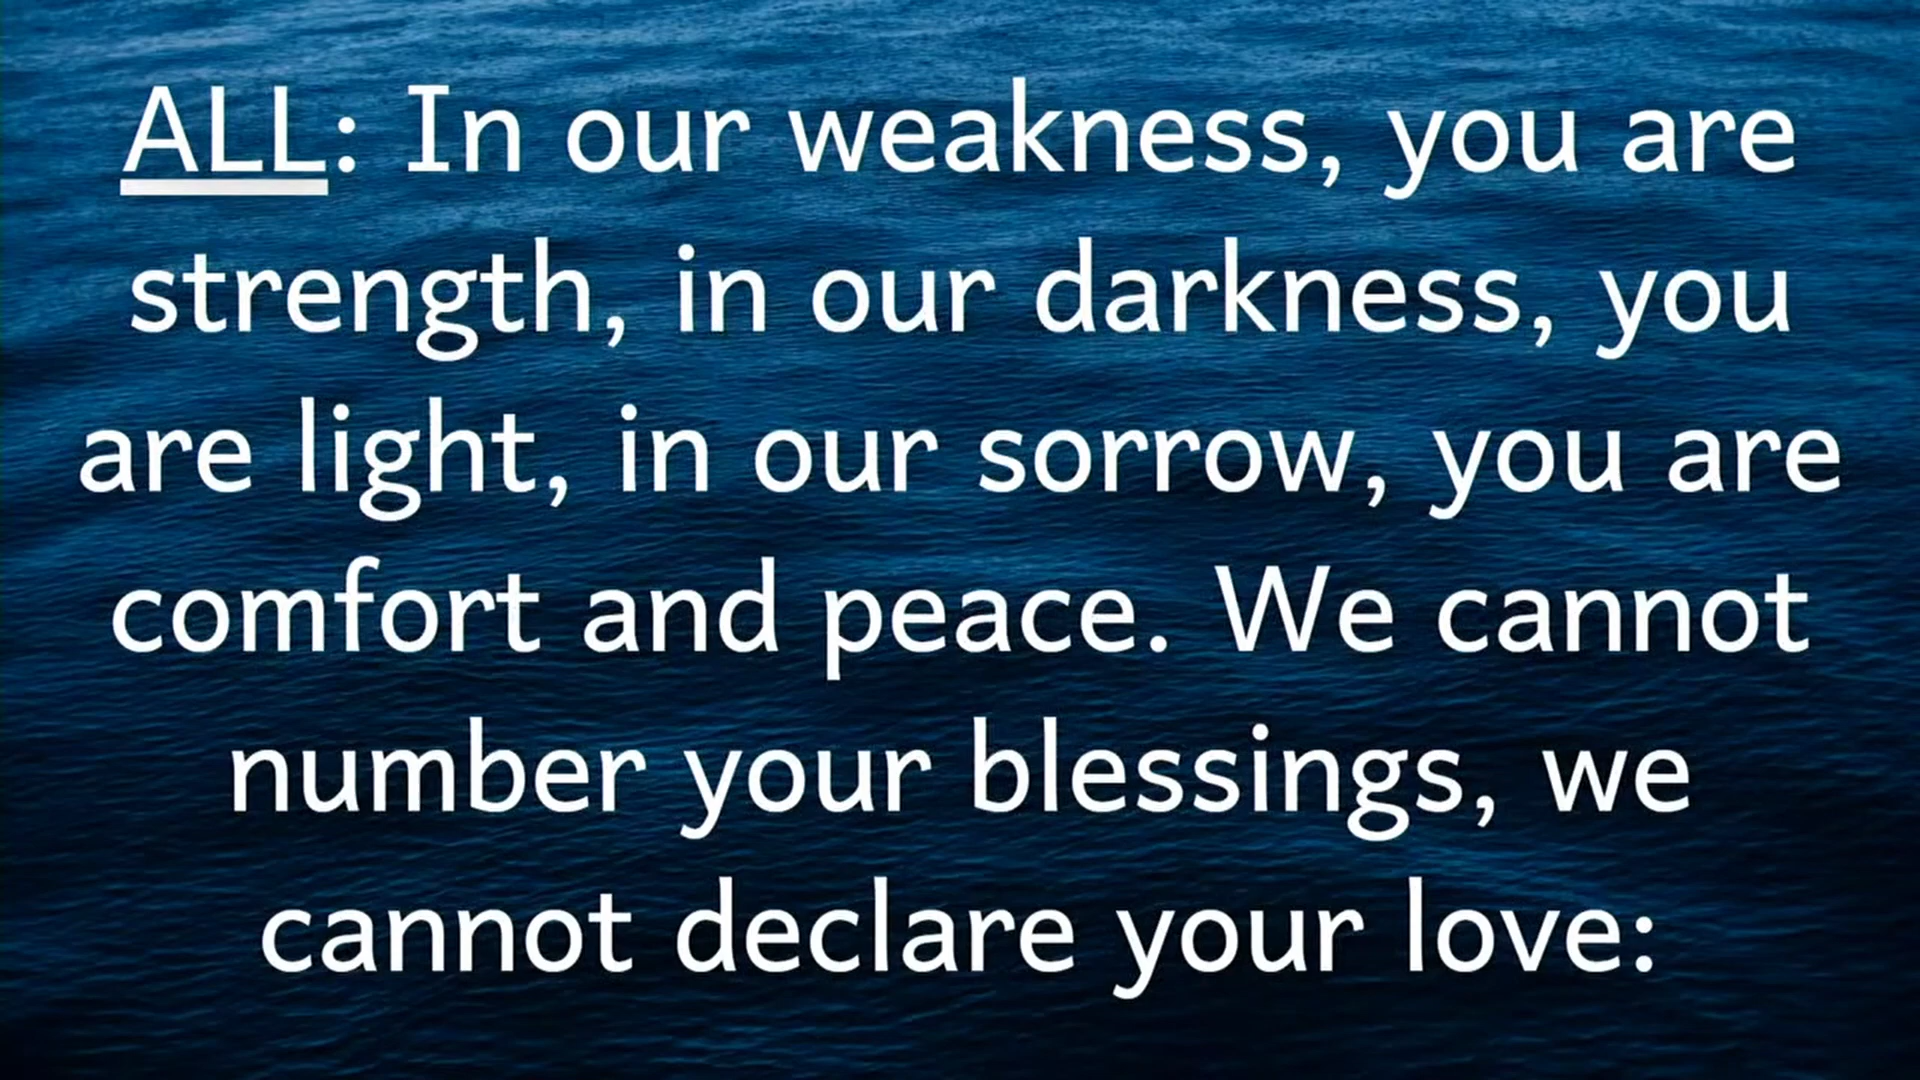 ALL: In our weakness, you are
strength, in our darkness, you
are light, in our sorrow, you are
comfort and peace. We cannot
number your blessings, we
cannot declare your love: